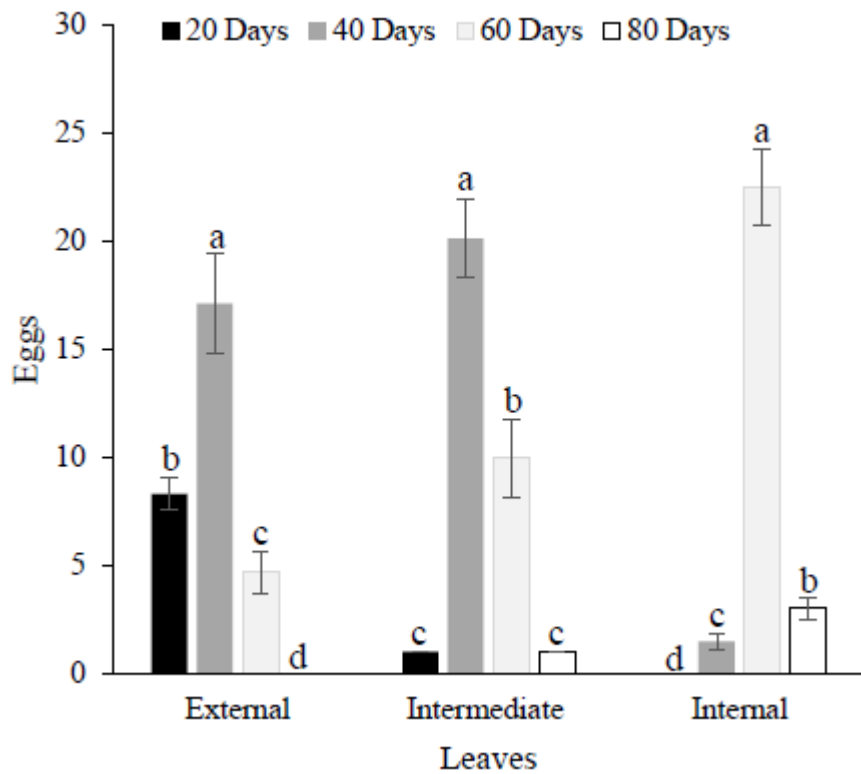 30
20 Days 40 Days 60 Days 80 Days
25
20
15
10
5
0
Eggs
b a c d
c a b c
d c a b
External Intermediate Internal
Leaves